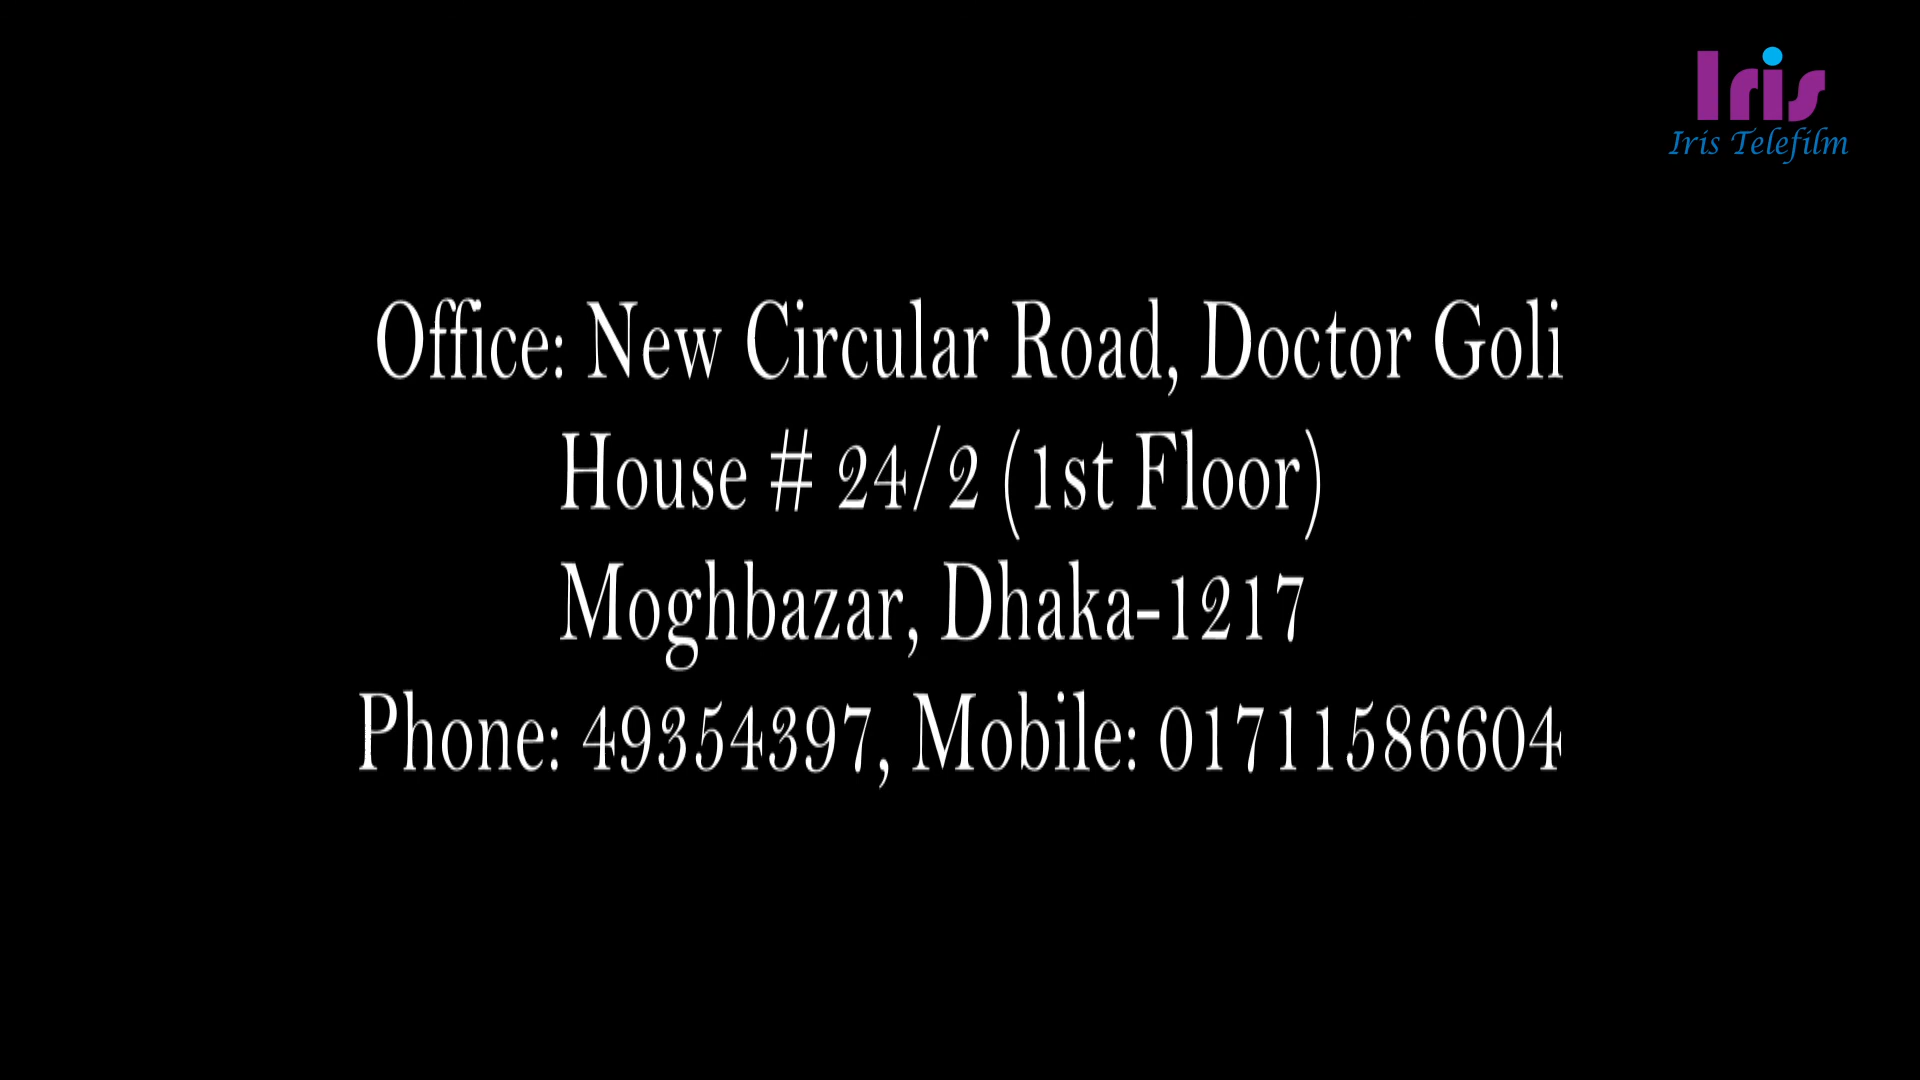 Iris
Iris Telefilm
Office: New Circular Road, Doctor Goli
House # 24/2 (1st Floor)
Moghbazar, Dhaka-1217
Phone: 49354397, Mobile: 01711586604